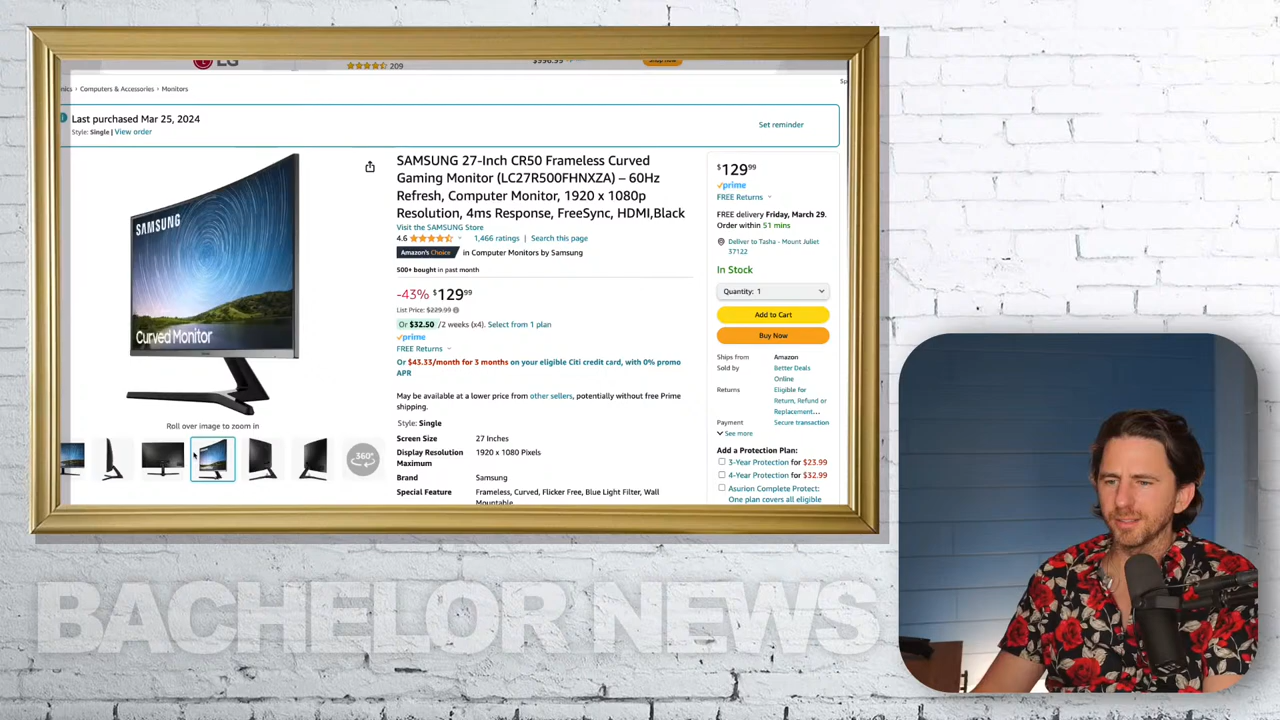 LG
209
$996.99
Computers & Accessories › Monitors
Last purchased Mar 25, 2024
Style: Single | View order
Set reminder
SAMSUNG
Curved Monitor
Roll over image to zoom in
360°
SAMSUNG 27-Inch CR50 Frameless Curved
Gaming Monitor (LC27R500FHNXZA) – 60Hz
Refresh, Computer Monitor, 1920 x 1080p
Resolution, 4ms Response, FreeSync, HDMI,Black
Visit the SAMSUNG Store
4.6 1,466 ratings | Search this page
Amazon's Choice in Computer Monitors by Samsung
500+ bought in past month
-43% $12999
List Price: $229.99
Or $32.50 /2 weeks (x4). Select from 1 plan
prime
FREE Returns
Or $43.33/month for 3 months on your eligible Citi credit card, with 0% promo
APR
May be available at a lower price from other sellers, potentially without free Prime
shipping.
Style: Single
Screen Size 27 Inches
Display Resolution 1920 x 1080 Pixels
Maximum
Brand Samsung
Special Feature Frameless, Curved, Flicker Free, Blue Light Filter, Wall
Mountable
$12999
prime
FREE Returns
FREE delivery Friday, March 29.
Order within 51 mins
Deliver to Tasha - Mount Juliet
37122
In Stock
Quantity: 1
Add to Cart
Buy Now
Ships from Amazon
Sold by Better Deals
Online
Returns Eligible for
Return, Refund or
Replacement...
Payment Secure transaction
See more
Add a Protection Plan:
3-Year Protection for $23.99
4-Year Protection for $32.99
Asurion Complete Protect:
One plan covers all eligible
BACHELOR NEWS